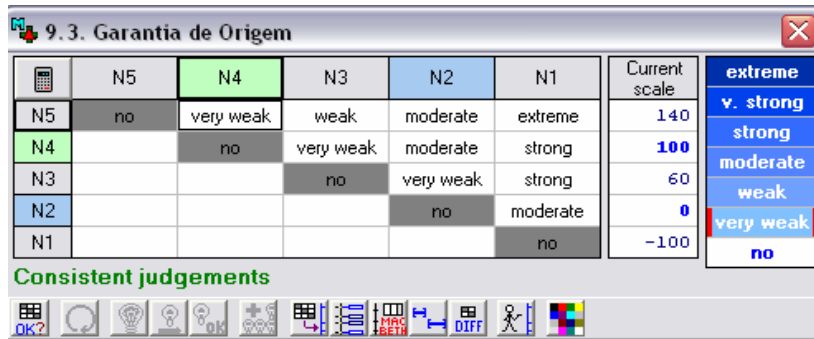 9.3. Garantia de Origem
N5 N4 N3 N2 N1 Current scale
N5 no very weak weak moderate extreme 140
N4 no very weak moderate strong 100
N3 no very weak strong 60
N2 no moderate 0
N1 no -100
extreme
v. strong
strong
moderate
weak
very weak
no
Consistent judgements
OK? OK MAC BETH DIFF